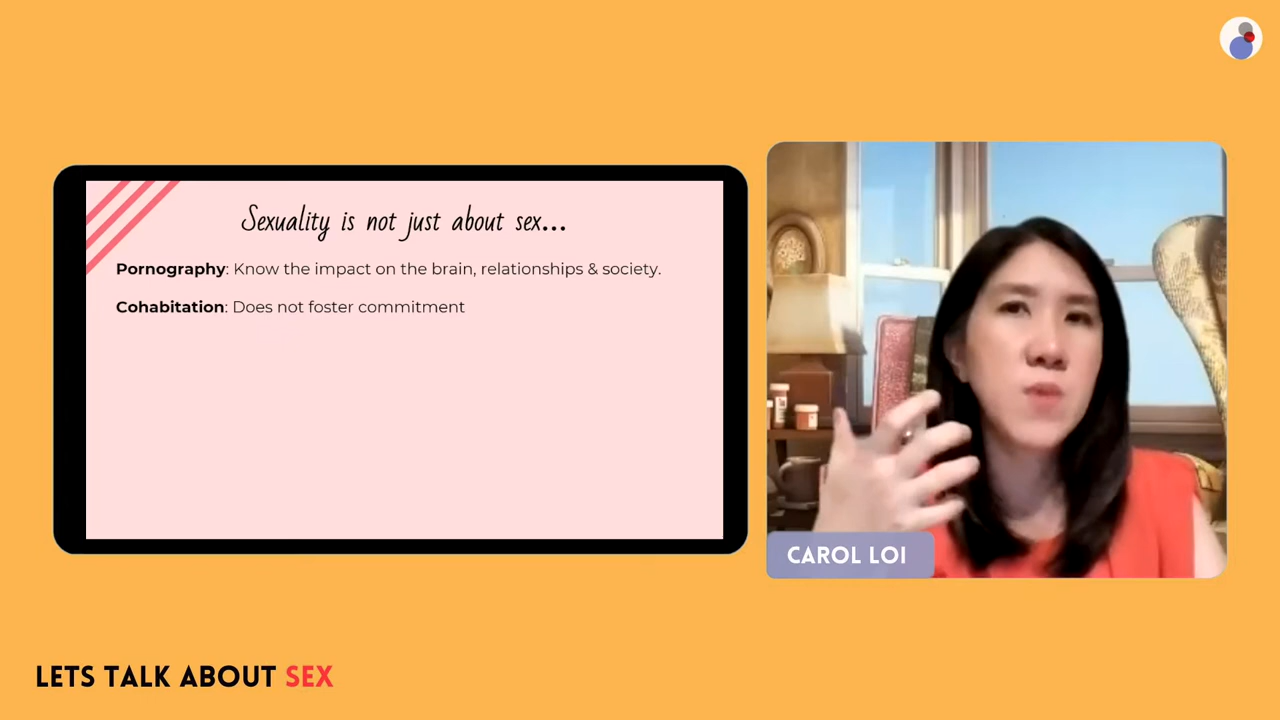 Sexuality is not just about sex...
Pornography: Know the impact on the brain, relationships & society.
Cohabitation: Does not foster commitment
CAROL LOI
LETS TALK ABOUT SEX